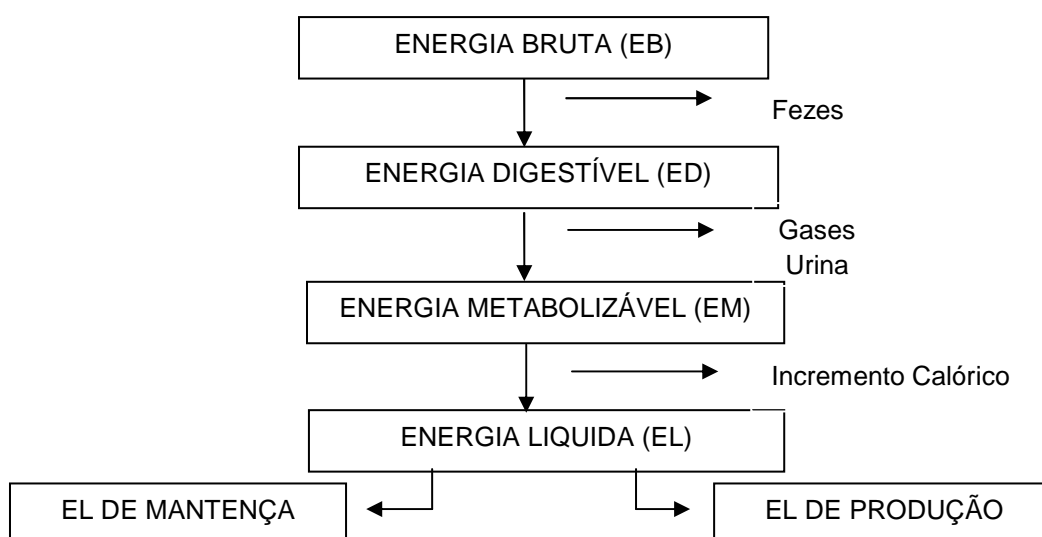 ENERGIA BRUTA (EB)
Fezes
ENERGIA DIGESTÍVEL (ED)
Gases
Urina
ENERGIA METABOLIZÁVEL (EM)
Incremento Calórico
ENERGIA LIQUIDA (EL)
EL DE MANTENÇA
EL DE PRODUÇÃO